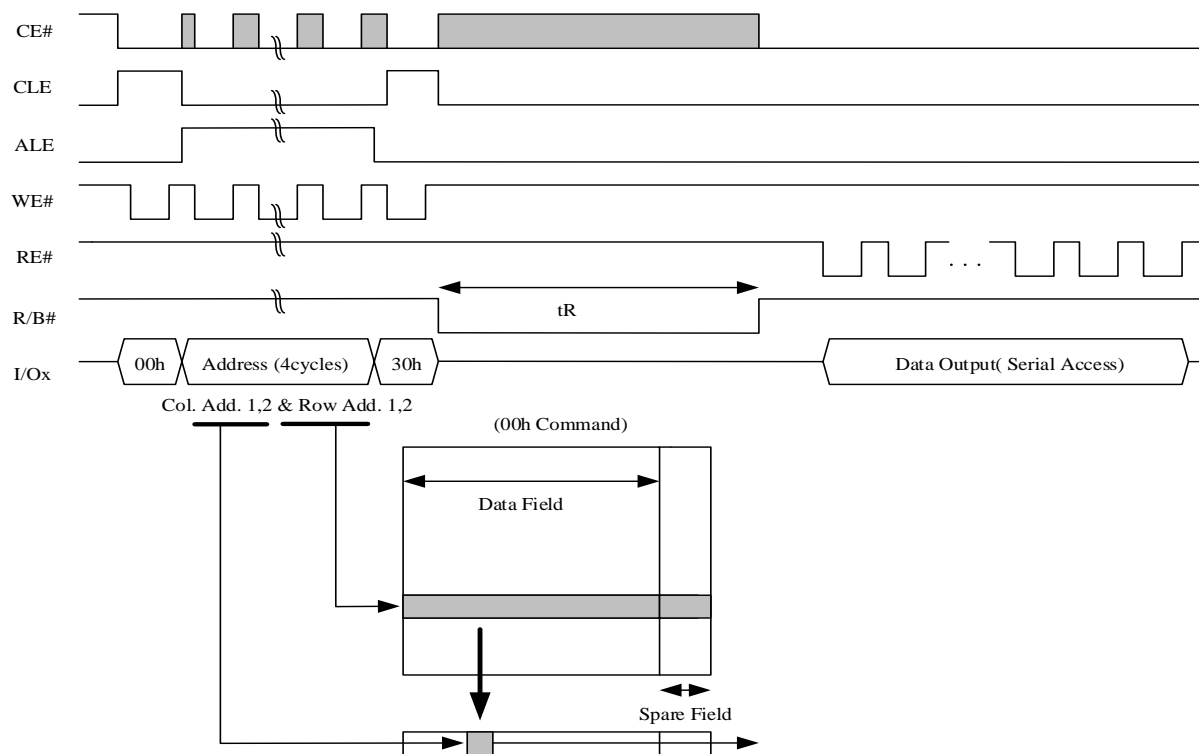 CE#
CLE
ALE
WE#
RE#
. . .
R/B#
tR
I/Ox
00h
Address (4cycles)
30h
Data Output( Serial Access)
Col. Add. 1,2 & Row Add. 1,2
(00h Command)
Data Field
Spare Field